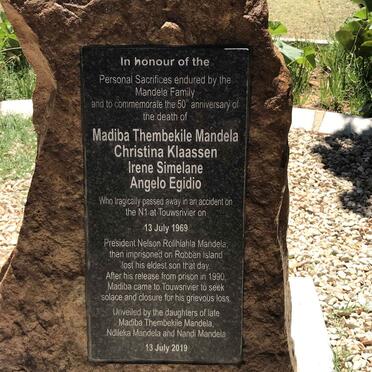 In honour of the
Personal Sacrifices endured by the
Mandela Family
and to commemorate the 50th anniversary of
the death of
Madiba Thembekile Mandela
Christina Klaassen
Irene Simelane
Angelo Egidio
Who tragically passed away in an accident on
the N1 at Touwsrivier on
13 July 1969
President Nelson Rolihlahla Mandela,
then imprisoned on Robben Island
lost his eldest son that day.
After his release from prison in 1990,
Madiba came to Touwsrivier to seek
solace and closure for his grievous loss.
Unveiled by the daughters of late
Madiba Thembekile Mandela,
Ndileka Mandela and Nandi Mandela
13 July 2019